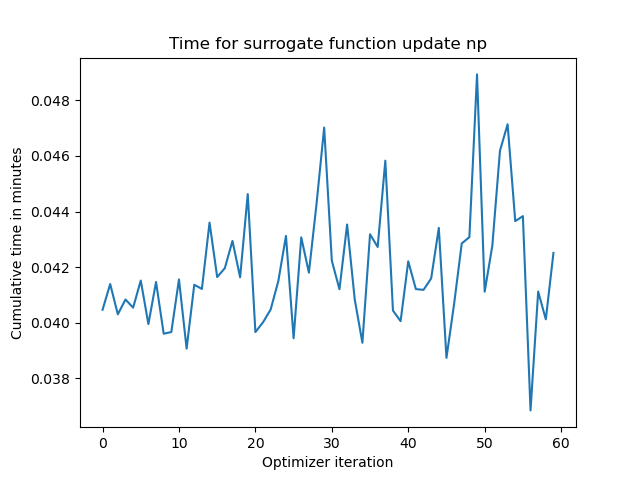 Time for surrogate function update np
Cumulative time in minutes
0.048
0.046
0.044
0.042
0.040
0.038
0 10 20 30 40 50 60
Optimizer iteration